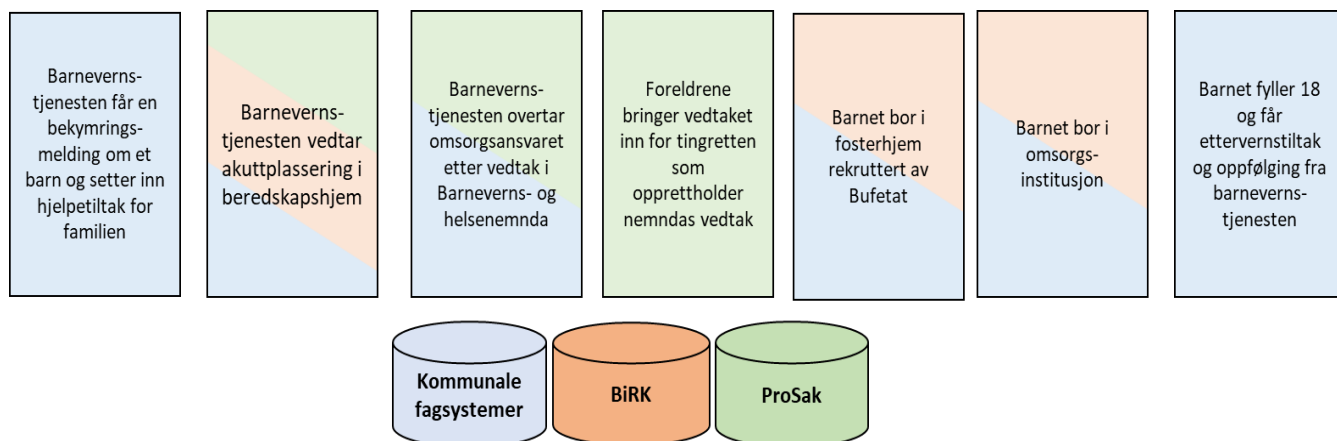 Barneverns-
tjenesten får en
bekymrings-
melding om et
barn og setter inn
hjelpetiltak for
familien
Barneverns-
tjenesten vedtar
akuttplassering i
beredskapshjem
Barneverns-
tjenesten overtar
omsorgsansvaret
etter vedtak i
Barneverns- og
helsenemnda
Foreldrene
bringer vedtaket
inn for tingretten
som
opprettholder
nemndas vedtak
Barnet bor i
fosterhjem
rekruttert av
Bufetat
Barnet bor i
omsorgs-
institusjon
Barnet fyller 18
og får
ettervernstiltak
og oppfølging fra
barneverns-
tjenesten
Kommunale
fagsystemer
BiRK
ProSak